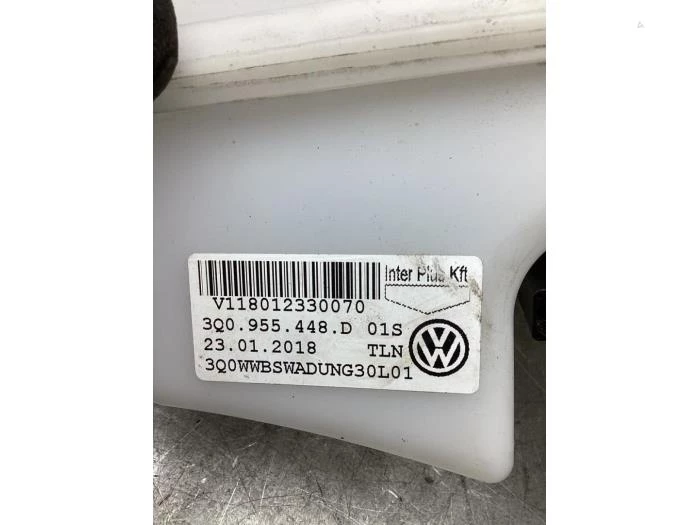 Inter Plus Kft
V118012330070
3Q0.955.448.D 01S
23.01.2018 TLN
3Q0WWBSWADUNG30L01